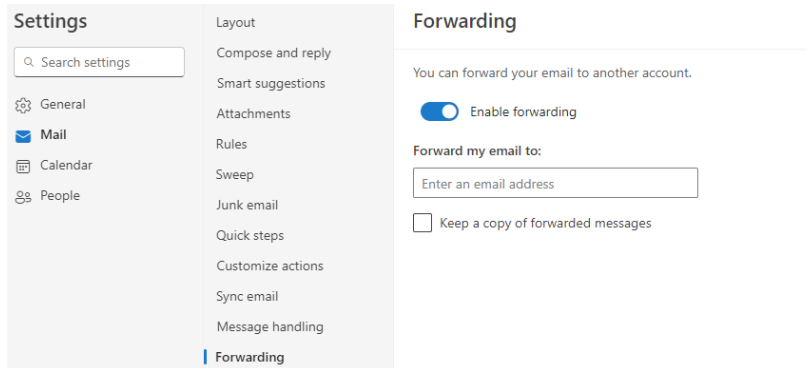 Settings
Search settings
General
Mail
Calendar
People
Layout
Compose and reply
Smart suggestions
Attachments
Rules
Sweep
Junk email
Quick steps
Customize actions
Sync email
Message handling
Forwarding
Forwarding
You can forward your email to another account.
Enable forwarding
Forward my email to:
Enter an email address
Keep a copy of forwarded messages